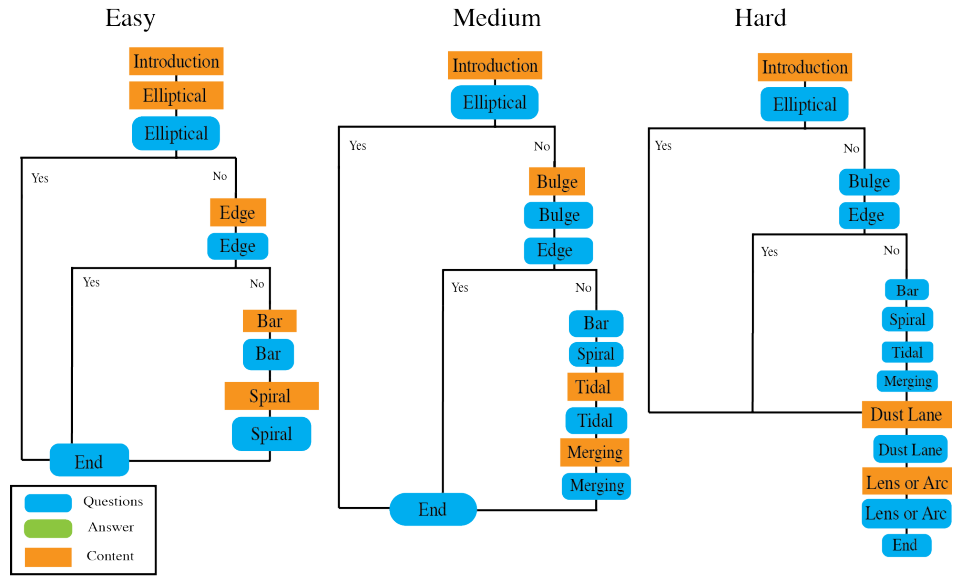 Easy
Introduction
Elliptical
Elliptical
Yes
No
Edge
Edge
Yes
No
Bar
Bar
Spiral
Spiral
End
Questions
Answer
Content
Medium
Introduction
Elliptical
Yes
No
Bulge
Bulge
Edge
Yes
No
Bar
Spiral
Tidal
Tidal
Merging
Merging
End
Hard
Introduction
Elliptical
Yes
No
Bulge
Edge
Yes
No
Bar
Spiral
Tidal
Merging
Dust Lane
Dust Lane
Lens or Arc
Lens or Arc
End